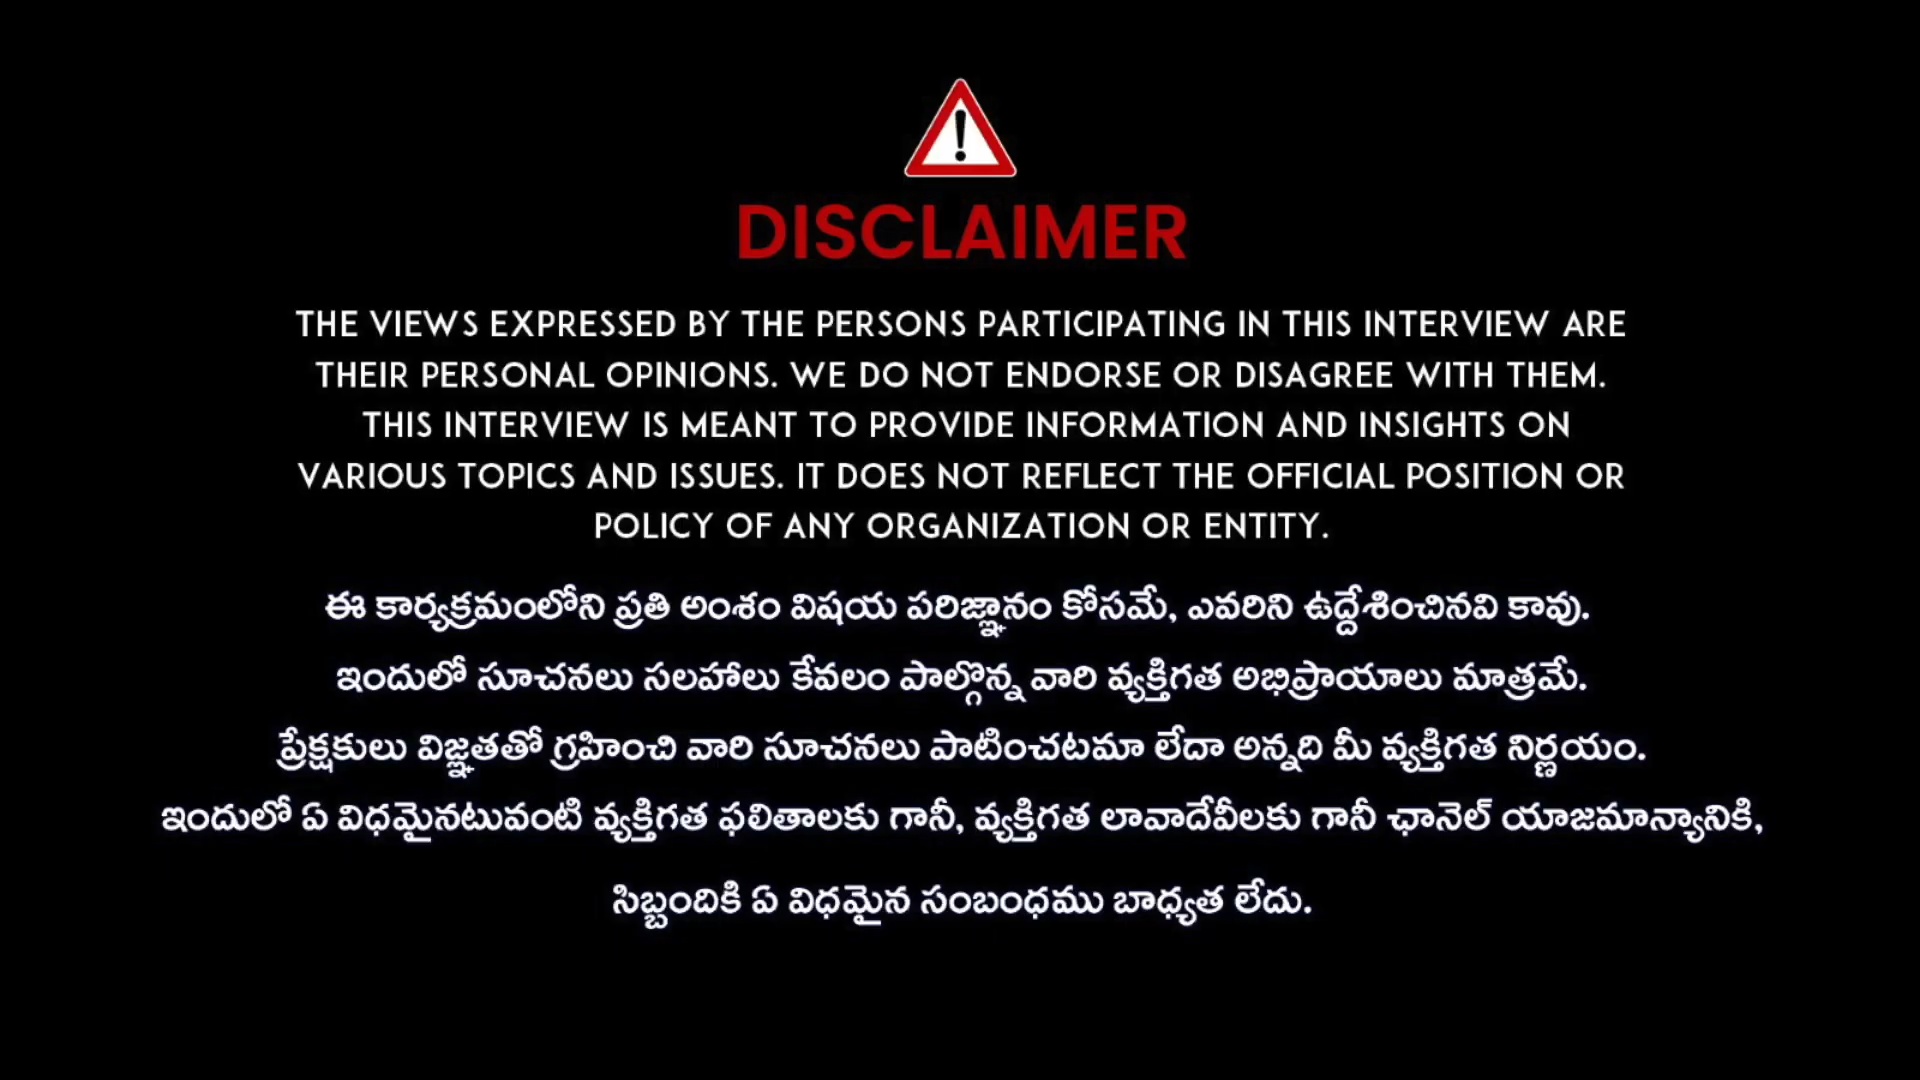 DISCLAIMER
THE VIEWS EXPRESSED BY THE PERSONS PARTICIPATING IN THIS INTERVIEW ARE
THEIR PERSONAL OPINIONS. WE DO NOT ENDORSE OR DISAGREE WITH THEM.
THIS INTERVIEW IS MEANT TO PROVIDE INFORMATION AND INSIGHTS ON
VARIOUS TOPICS AND ISSUES. IT DOES NOT REFLECT THE OFFICIAL POSITION OR
POLICY OF ANY ORGANIZATION OR ENTITY.
ఈ కార్యక్రమంలోని ప్రతి అంశం విషయ పరిజ్ఞానం కోసమే, ఎవరిని ఉద్దేశించినవి కావు.
ఇందులో సూచనలు సలహాలు కేవలం పాల్గొన్న వారి వ్యక్తిగత అభిప్రాయాలు మాత్రమే.
ప్రేక్షకులు విజ్ఞతతో గ్రహించి వారి సూచనలు పాటించటమా లేదా అన్నది మీ వ్యక్తిగత నిర్ణయం.
ఇందులో ఏ విధమైనటువంటి వ్యక్తిగత ఫలితాలకు గానీ, వ్యక్తిగత లావాదేవీలకు గానీ ఛానెల్ యాజమాన్యానికి,
సిబ్బందికి ఏ విధమైన సంబంధము బాధ్యత లేదు.